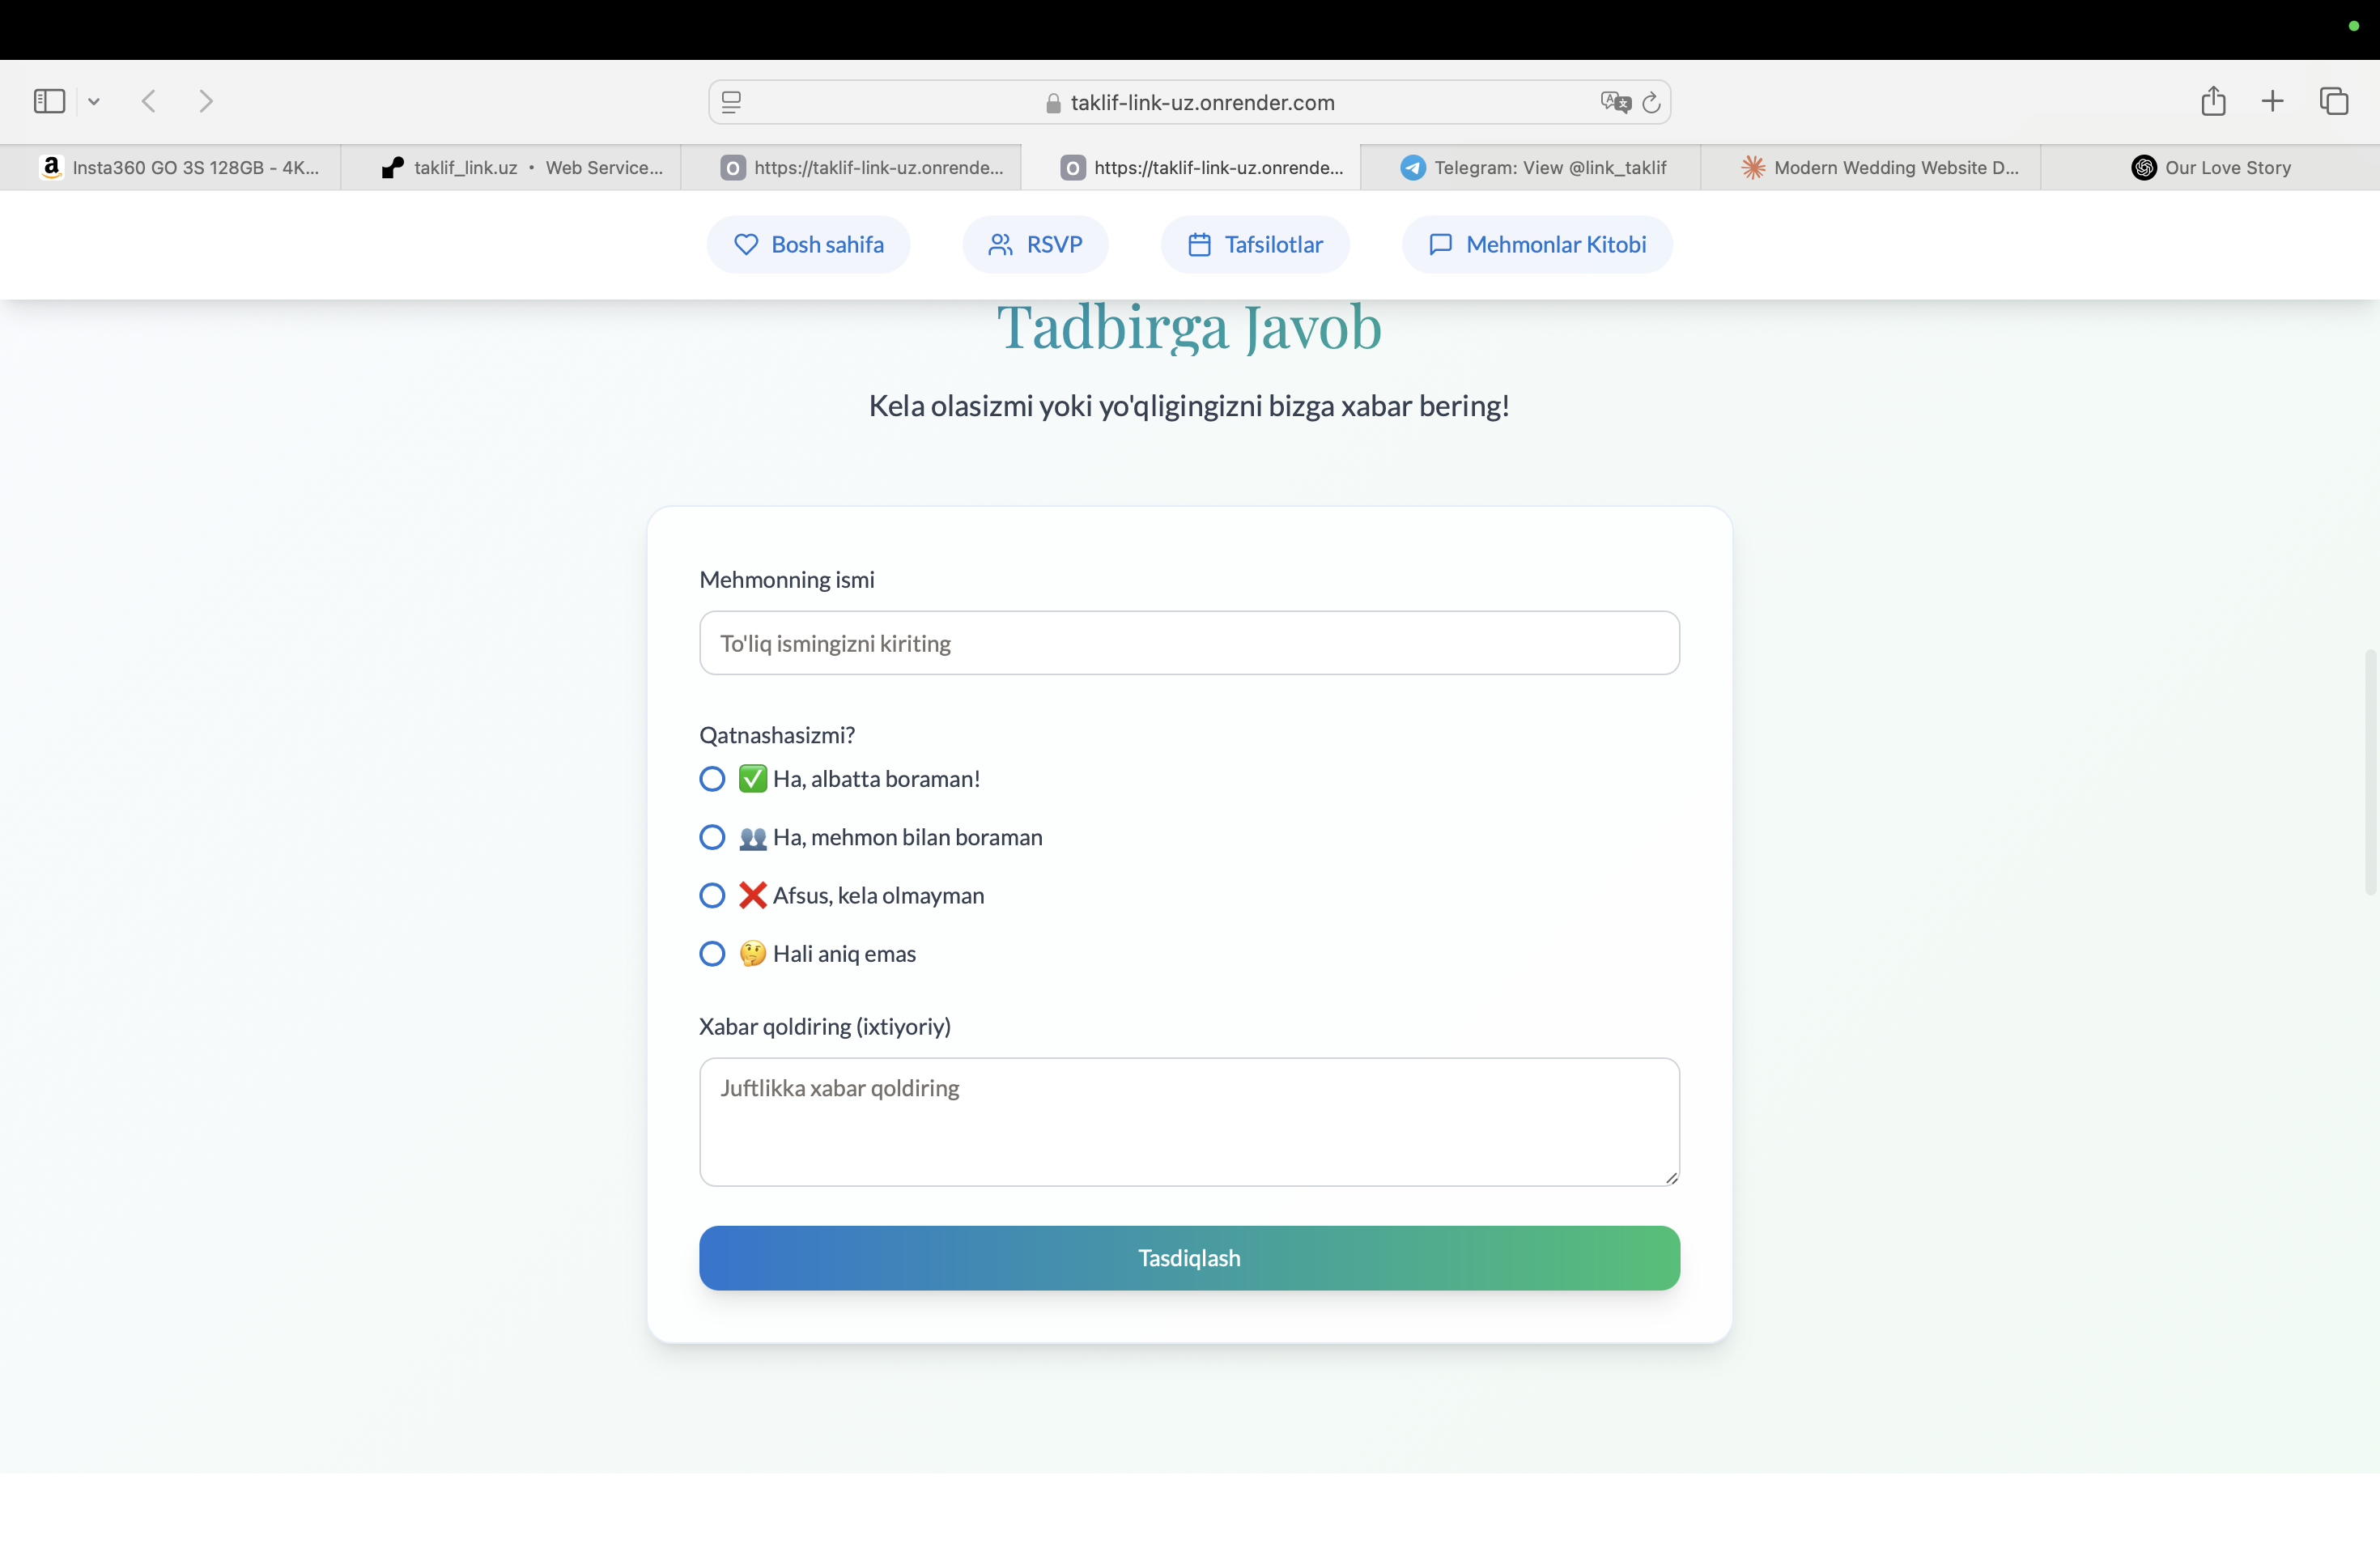 taklif-link-uz.onrender.com
Insta360 GO 3S 128GB - 4K...
taklif_link.uz • Web Service...
https://taklif-link-uz.onrende...
https://taklif-link-uz.onrende...
Telegram: View @link_taklif
Modern Wedding Website D...
Our Love Story
Bosh sahifa
RSVP
Tafsilotlar
Mehmonlar Kitobi
Tadbirga Javob
Kela olasizmi yoki yo'qligingizni bizga xabar bering!
Mehmonning ismi
To'liq ismingizni kiriting
Qatnashasizmi?
✅ Ha, albatta boraman!
👥 Ha, mehmon bilan boraman
❌ Afsus, kela olmayman
🤔 Hali aniq emas
Xabar qoldiring (ixtiyoriy)
Juftlikka xabar qoldiring
Tasdiqlash